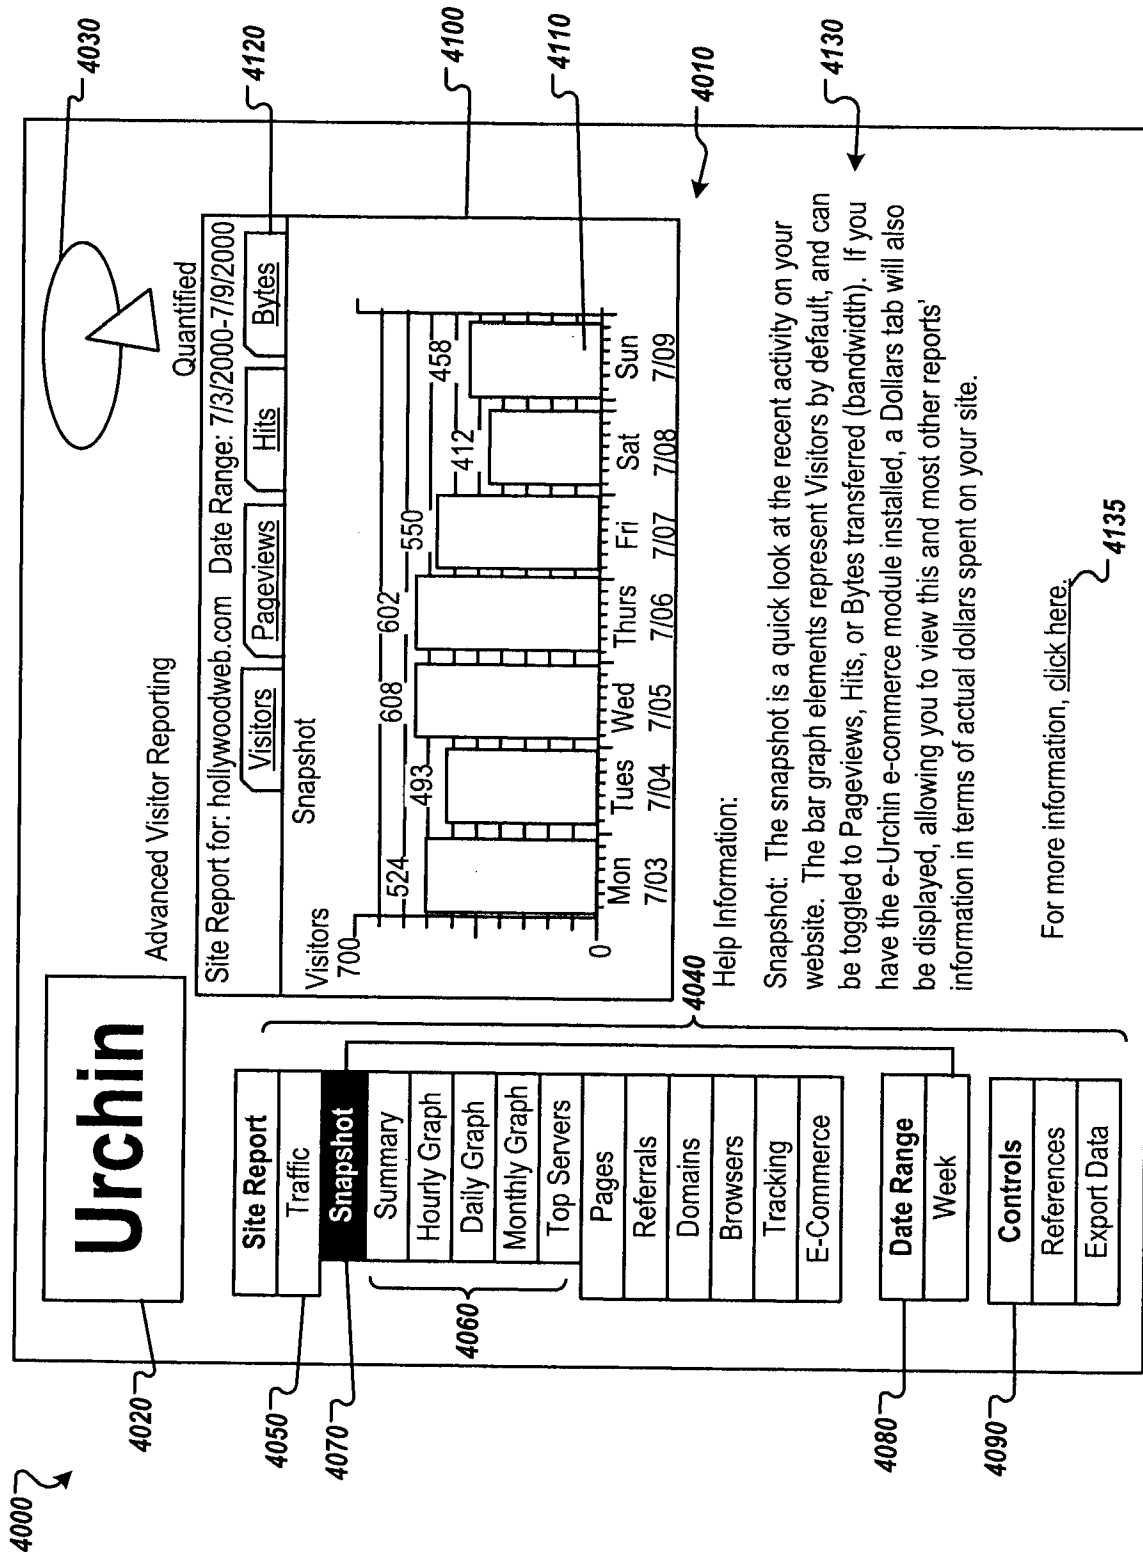 4000
4020
Urchin
4030
Advanced Visitor Reporting
Quantified
Site Report for: hollywoodweb.com Date Range: 7/3/2000-7/9/2000
Visitors Pageviews Hits Bytes
4120
Snapshot
Visitors
700
524 493 608 602 550 412 458
0
Mon Tues Wed Thurs Fri Sat Sun
7/03 7/04 7/05 7/06 7/07 7/08 7/09
4100
4110
4010
4040
4050
4070
4060
Site Report
Traffic
Snapshot
Summary
Hourly Graph
Daily Graph
Monthly Graph
Top Servers
Pages
Referrals
Domains
Browsers
Tracking
E-Commerce
4080
Date Range
Week
4090
Controls
References
Export Data
Help Information:
Snapshot: The snapshot is a quick look at the recent activity on your
website. The bar graph elements represent Visitors by default, and can
be toggled to Pageviews, Hits, or Bytes transferred (bandwidth). If you
have the e-Urchin e-commerce module installed, a Dollars tab will also
be displayed, allowing you to view this and most other reports'
information in terms of actual dollars spent on your site.
4130
For more information, click here.
4135